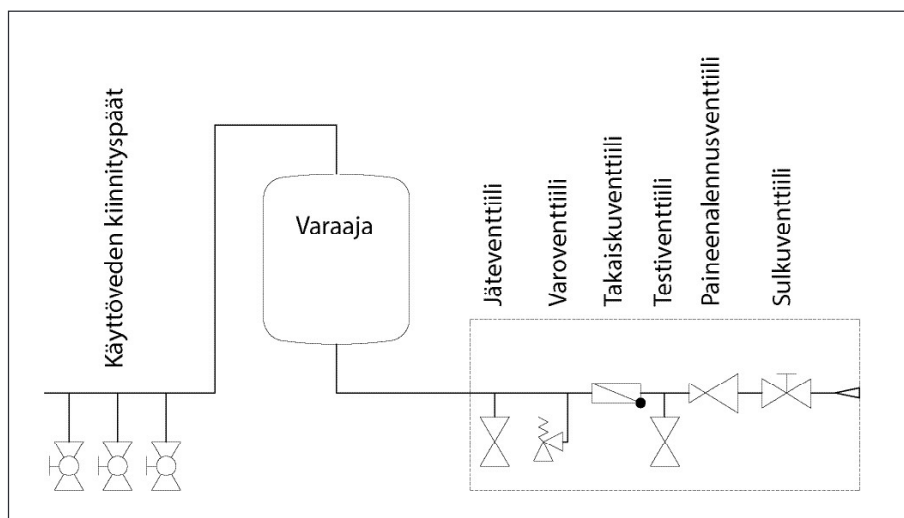 Käyttöveden kiinnityspäät
Varaaja
Jäteventtiili
Varoventtiili
Takaiskuventtiili
Testiventtiili
Paineenalennusventtiili
Sulkuventtiili